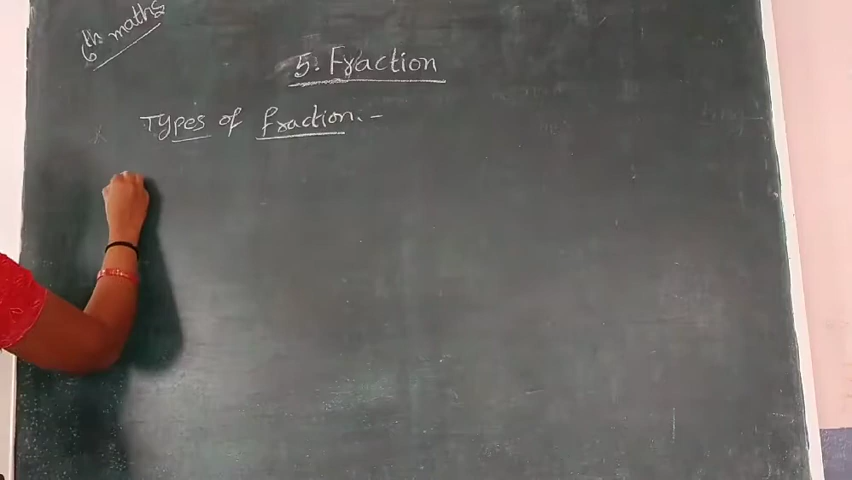 6th maths
5. Fraction
* Types of fraction. -